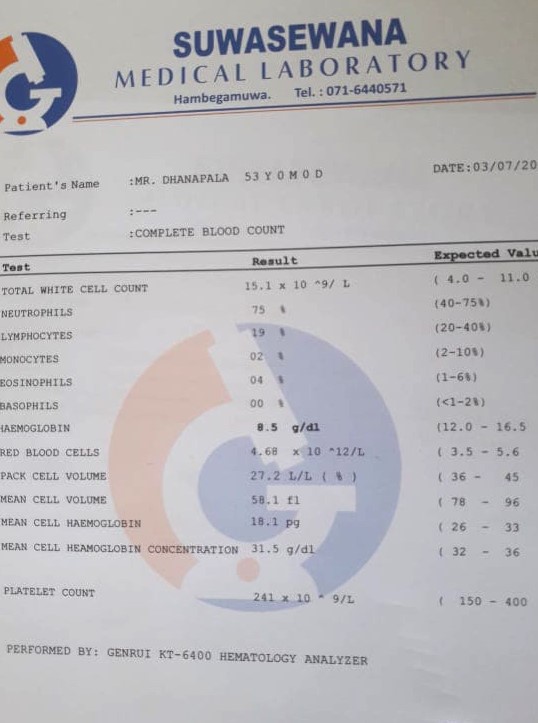 SUWASEWANA
MEDICAL LABORATORY
Hambegamuwa. Tel. : 071-6440571
DATE:03/07/20
Patient's Name :MR. DHANAPALA 53 Y 0 M 0 D
Referring :---
Test :COMPLETE BLOOD COUNT
Test Result Expected Valu
TOTAL WHITE CELL COUNT 15.1 x 10 ^9/ L ( 4.0 - 11.0
NEUTROPHILS 75 % (40-75%)
LYMPHOCYTES 19 % (20-40%)
MONOCYTES 02 % (2-10%)
EOSINOPHILS 04 % (1-6%)
BASOPHILS 00 % (<1-2%)
HAEMOGLOBIN 8.5 g/dl (12.0 - 16.5
RED BLOOD CELLS 4.68 x 10 ^12/L ( 3.5 - 5.6
PACK CELL VOLUME 27.2 L/L ( % ) ( 36 - 45
MEAN CELL VOLUME 58.1 fl ( 78 - 96
MEAN CELL HAEMOGLOBIN 18.1 pg ( 26 - 33
MEAN CELL HEAMOGLOBIN CONCENTRATION 31.5 g/dl ( 32 - 36
PLATELET COUNT 241 x 10 ^ 9/L ( 150 - 400
PERFORMED BY: GENRUI KT-6400 HEMATOLOGY ANALYZER